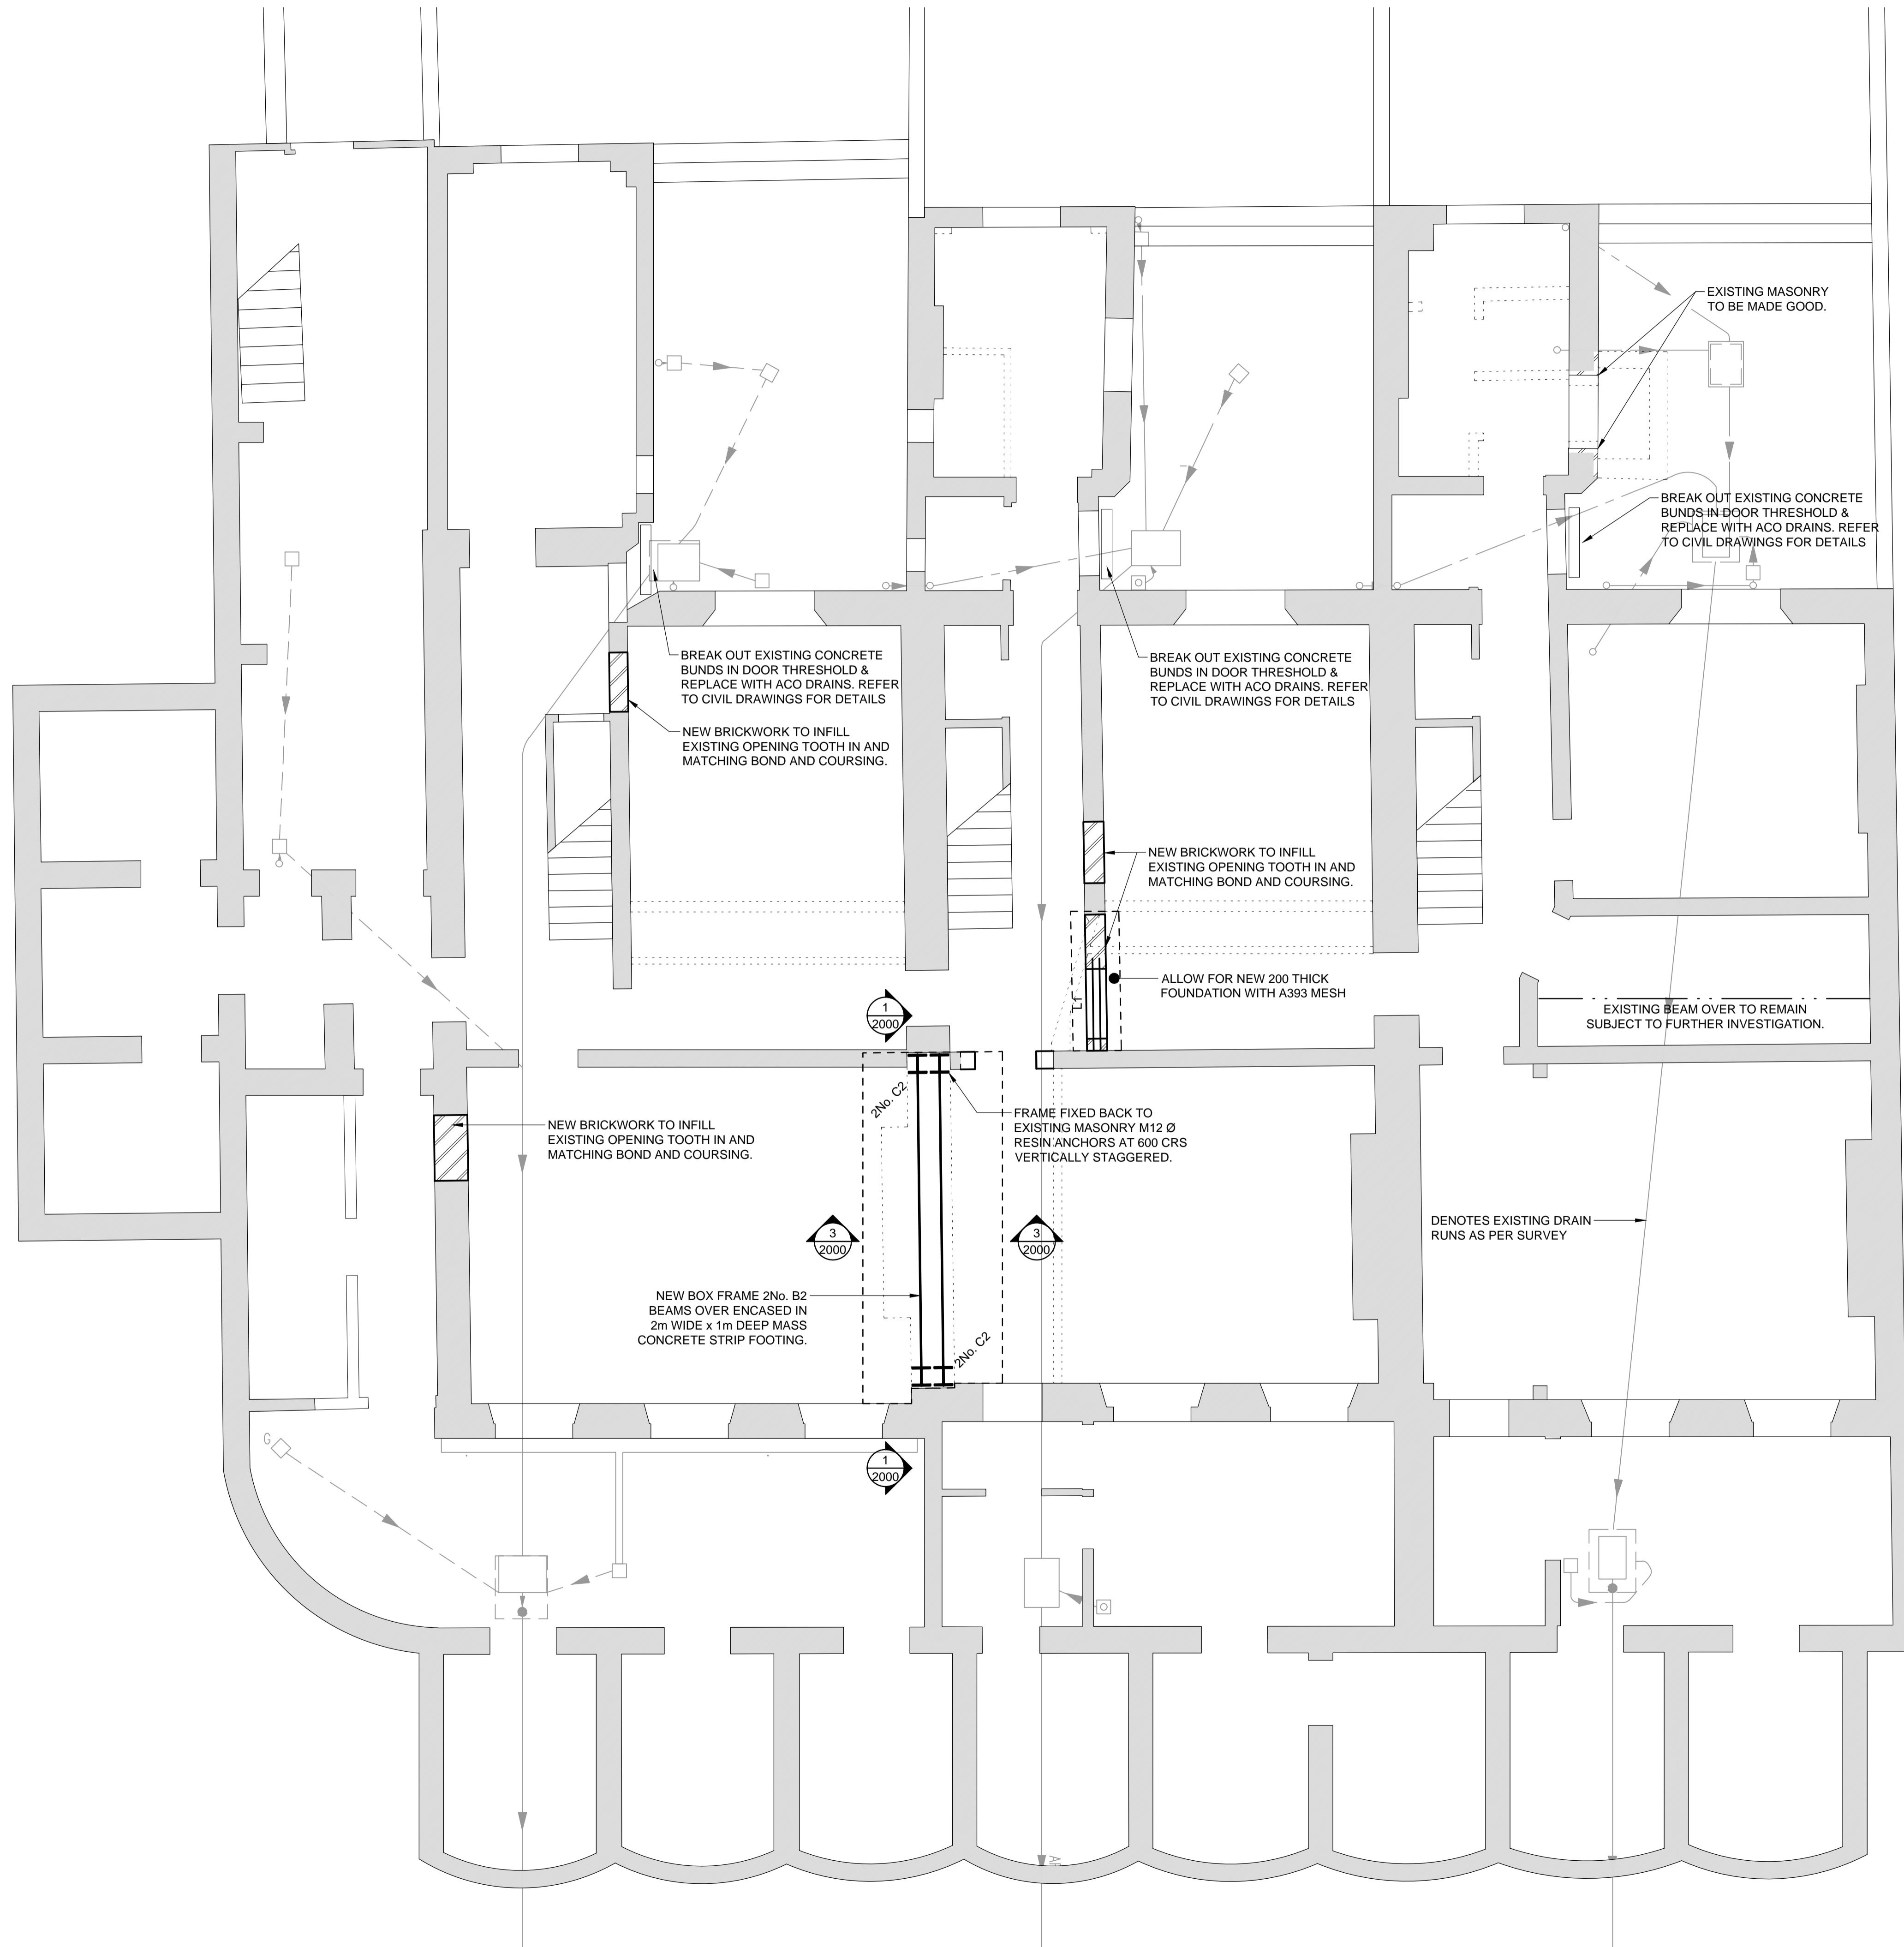 EXISTING MASONRY
TO BE MADE GOOD.
BREAK OUT EXISTING CONCRETE
BUNDS IN DOOR THRESHOLD &
REPLACE WITH ACO DRAINS. REFER
TO CIVIL DRAWINGS FOR DETAILS
BREAK OUT EXISTING CONCRETE
BUNDS IN DOOR THRESHOLD &
REPLACE WITH ACO DRAINS. REFER
TO CIVIL DRAWINGS FOR DETAILS
BREAK OUT EXISTING CONCRETE
BUNDS IN DOOR THRESHOLD &
REPLACE WITH ACO DRAINS. REFER
TO CIVIL DRAWINGS FOR DETAILS
NEW BRICKWORK TO INFILL
EXISTING OPENING TOOTH IN AND
MATCHING BOND AND COURSING.
NEW BRICKWORK TO INFILL
EXISTING OPENING TOOTH IN AND
MATCHING BOND AND COURSING.
ALLOW FOR NEW 200 THICK
FOUNDATION WITH A393 MESH
1
2000
EXISTING BEAM OVER TO REMAIN
SUBJECT TO FURTHER INVESTIGATION.
2No. C2
FRAME FIXED BACK TO
EXISTING MASONRY M12 Ø
RESIN ANCHORS AT 600 CRS
VERTICALLY STAGGERED.
NEW BRICKWORK TO INFILL
EXISTING OPENING TOOTH IN AND
MATCHING BOND AND COURSING.
3
2000
3
2000
DENOTES EXISTING DRAIN
RUNS AS PER SURVEY
NEW BOX FRAME 2No. B2
BEAMS OVER ENCASED IN
2m WIDE x 1m DEEP MASS
CONCRETE STRIP FOOTING.
2No. C2
G
1
2000